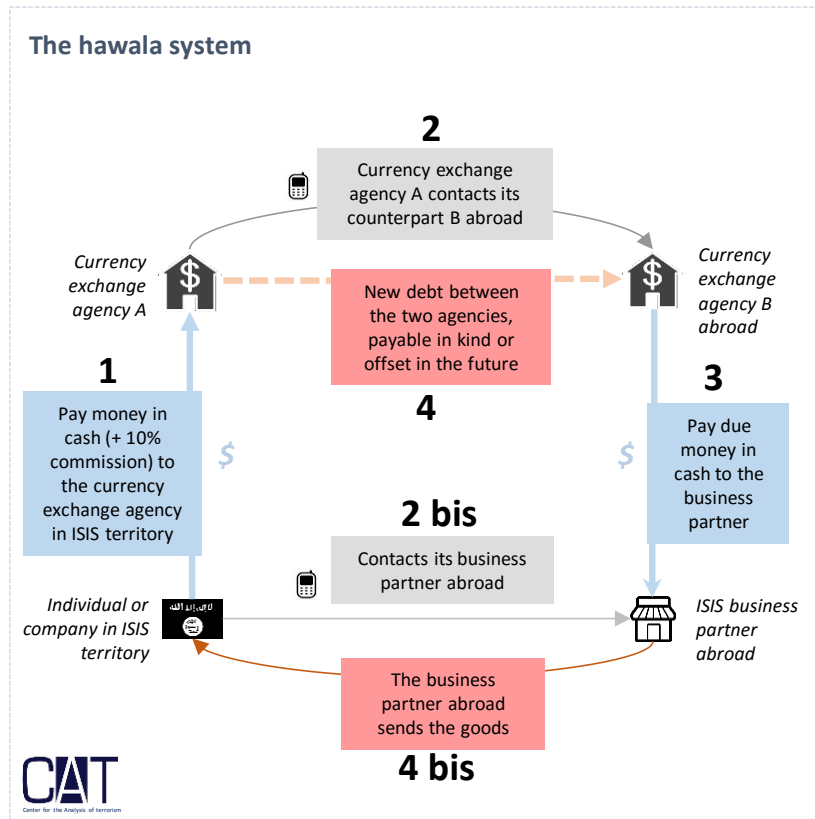 The hawala system
2
Currency exchange
agency A contacts its
counterpart B abroad
Currency
exchange
agency A
$
$
Currency
exchange
agency B
abroad
New debt between
the two agencies,
payable in kind or
offset in the future
4
1
Pay money in
cash (+ 10%
commission) to
the currency
exchange agency
in ISIS territory
$
3
$
Pay due
money in
cash to the
business
partner
2 bis
Contacts its business
partner abroad
Individual or
company in ISIS
territory
لا إله إلا الله
ISIS business
partner
abroad
The business
partner abroad
sends the goods
4 bis
CAT
Center for the Analysis of terrorism